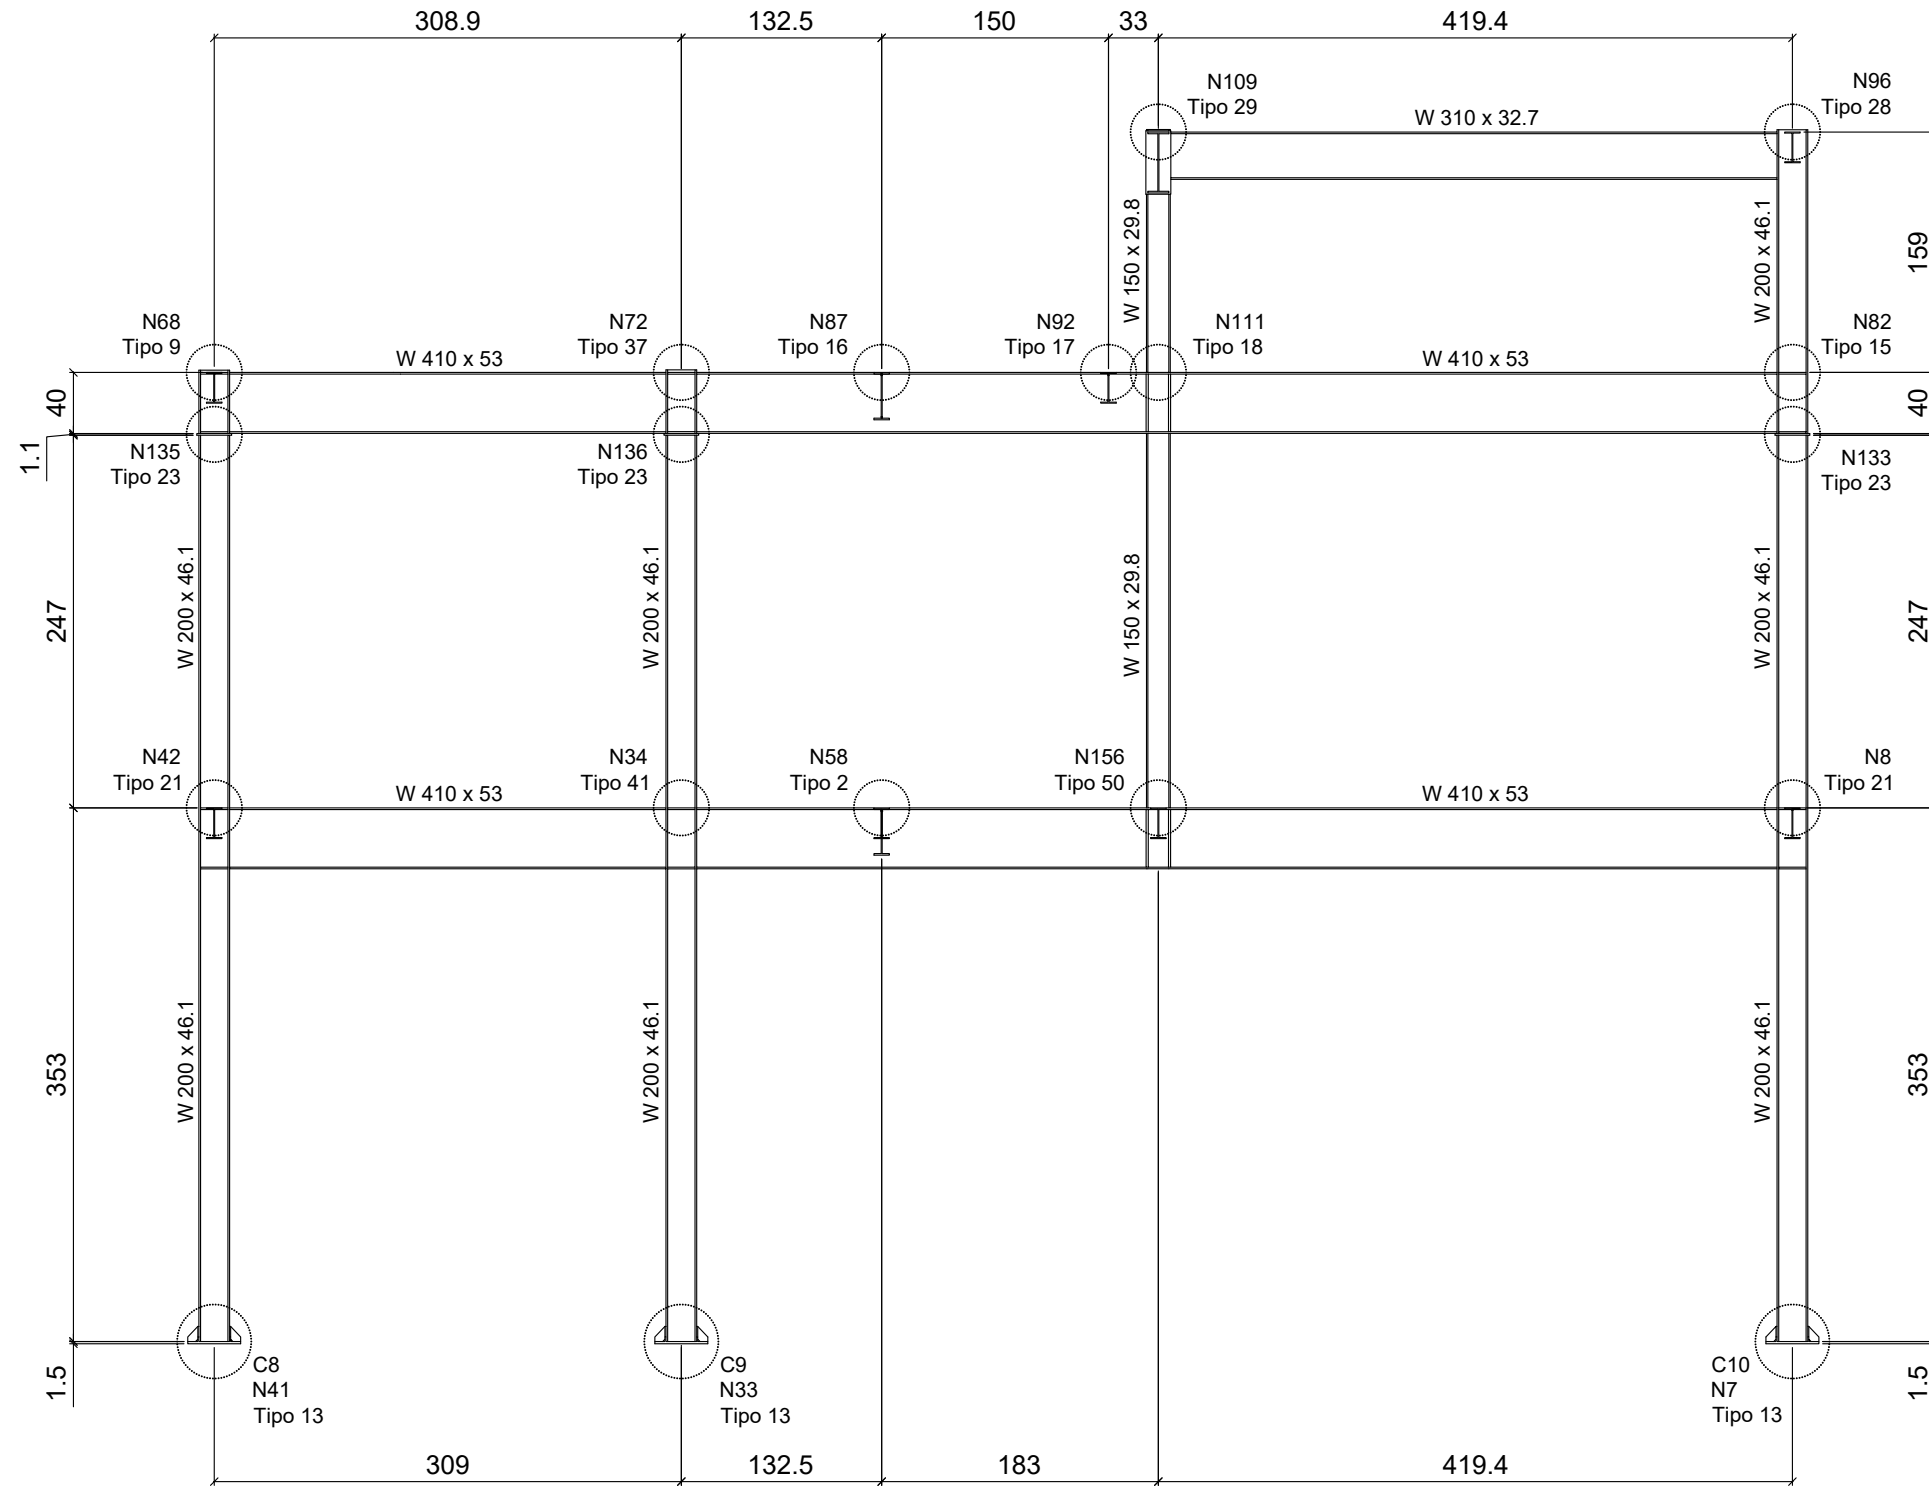 308.9
132.5
150
33
419.4
N109
Tipo 29
N96
Tipo 28
W 310 x 32.7
W 150 x 29.8
W 200 x 46.1
159
N68
Tipo 9
N72
Tipo 37
N87
Tipo 16
N92
Tipo 17
N111
Tipo 18
N82
Tipo 15
W 410 x 53
W 410 x 53
40
40
1.1
N135
Tipo 23
N136
Tipo 23
N133
Tipo 23
247
W 200 x 46.1
W 200 x 46.1
W 150 x 29.8
W 200 x 46.1
247
N42
Tipo 21
N34
Tipo 41
N58
Tipo 2
N156
Tipo 50
N8
Tipo 21
W 410 x 53
W 410 x 53
353
W 200 x 46.1
W 200 x 46.1
W 200 x 46.1
353
1.5
C8
N41
Tipo 13
C9
N33
Tipo 13
C10
N7
Tipo 13
1.5
309
132.5
183
419.4